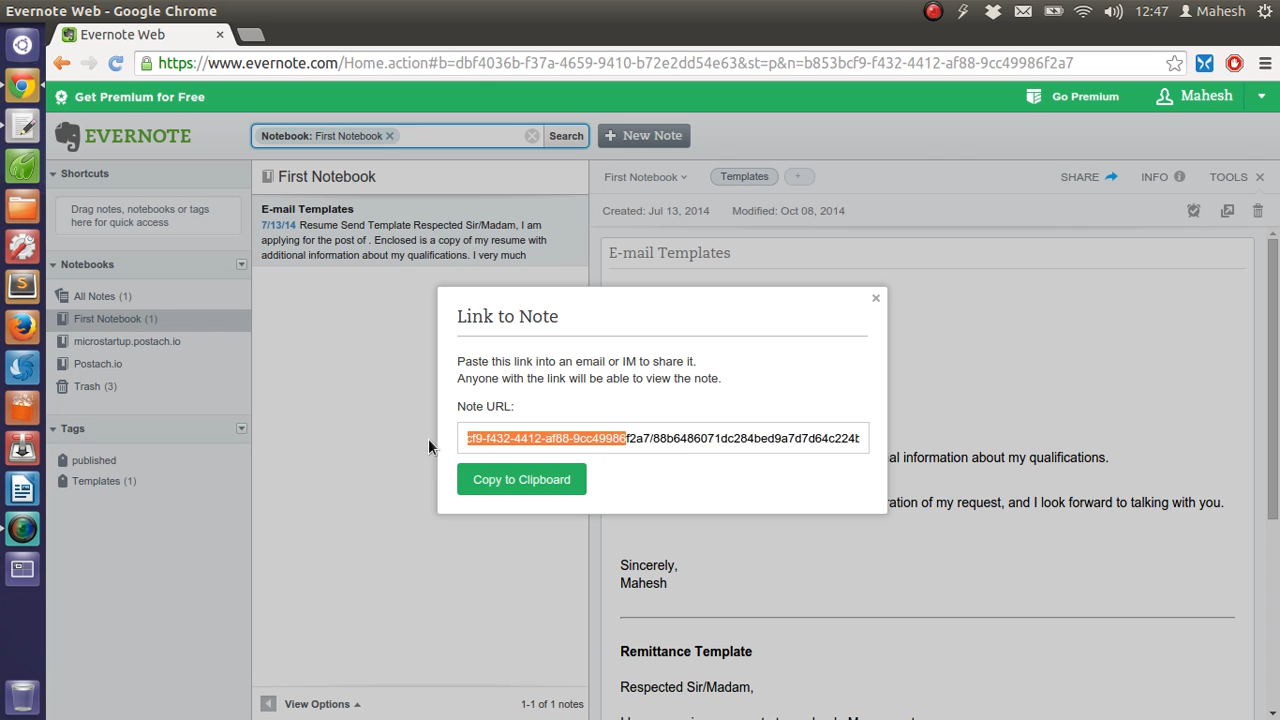 Evernote Web - Google Chrome
12:47 Mahesh
Evernote Web ×
https://www.evernote.com/Home.action#b=dbf4036b-f37a-4659-9410-b72e2dd54e63&st=p&n=b853bcf9-f432-4412-af88-9cc49986f2a7
Get Premium for Free
Go Premium
Mahesh
EVERNOTE
Notebook: First Notebook ×
Search
+ New Note
Shortcuts
Drag notes, notebooks or tags
here for quick access
Notebooks
All Notes (1)
First Notebook (1)
microstartup.postach.io
Postach.io
Trash (3)
Tags
published
Templates (1)
First Notebook
E-mail Templates
7/13/14 Resume Send Template Respected Sir/Madam, I am
applying for the post of . Enclosed is a copy of my resume with
additional information about my qualifications. I very much
View Options
1-1 of 1 notes
First Notebook
Templates
+
SHARE
INFO
TOOLS ×
Created: Jul 13, 2014 Modified: Oct 08, 2014
E-mail Templates
Link to Note
×
Paste this link into an email or IM to share it.
Anyone with the link will be able to view the note.
Note URL:
cf9-f432-4412-af88-9cc49986f2a7/88b6486071dc284bed9a7d7d64c224b
Copy to Clipboard
al information about my qualifications.
ation of my request, and I look forward to talking with you.
Sincerely,
Mahesh
Remittance Template
Respected Sir/Madam,